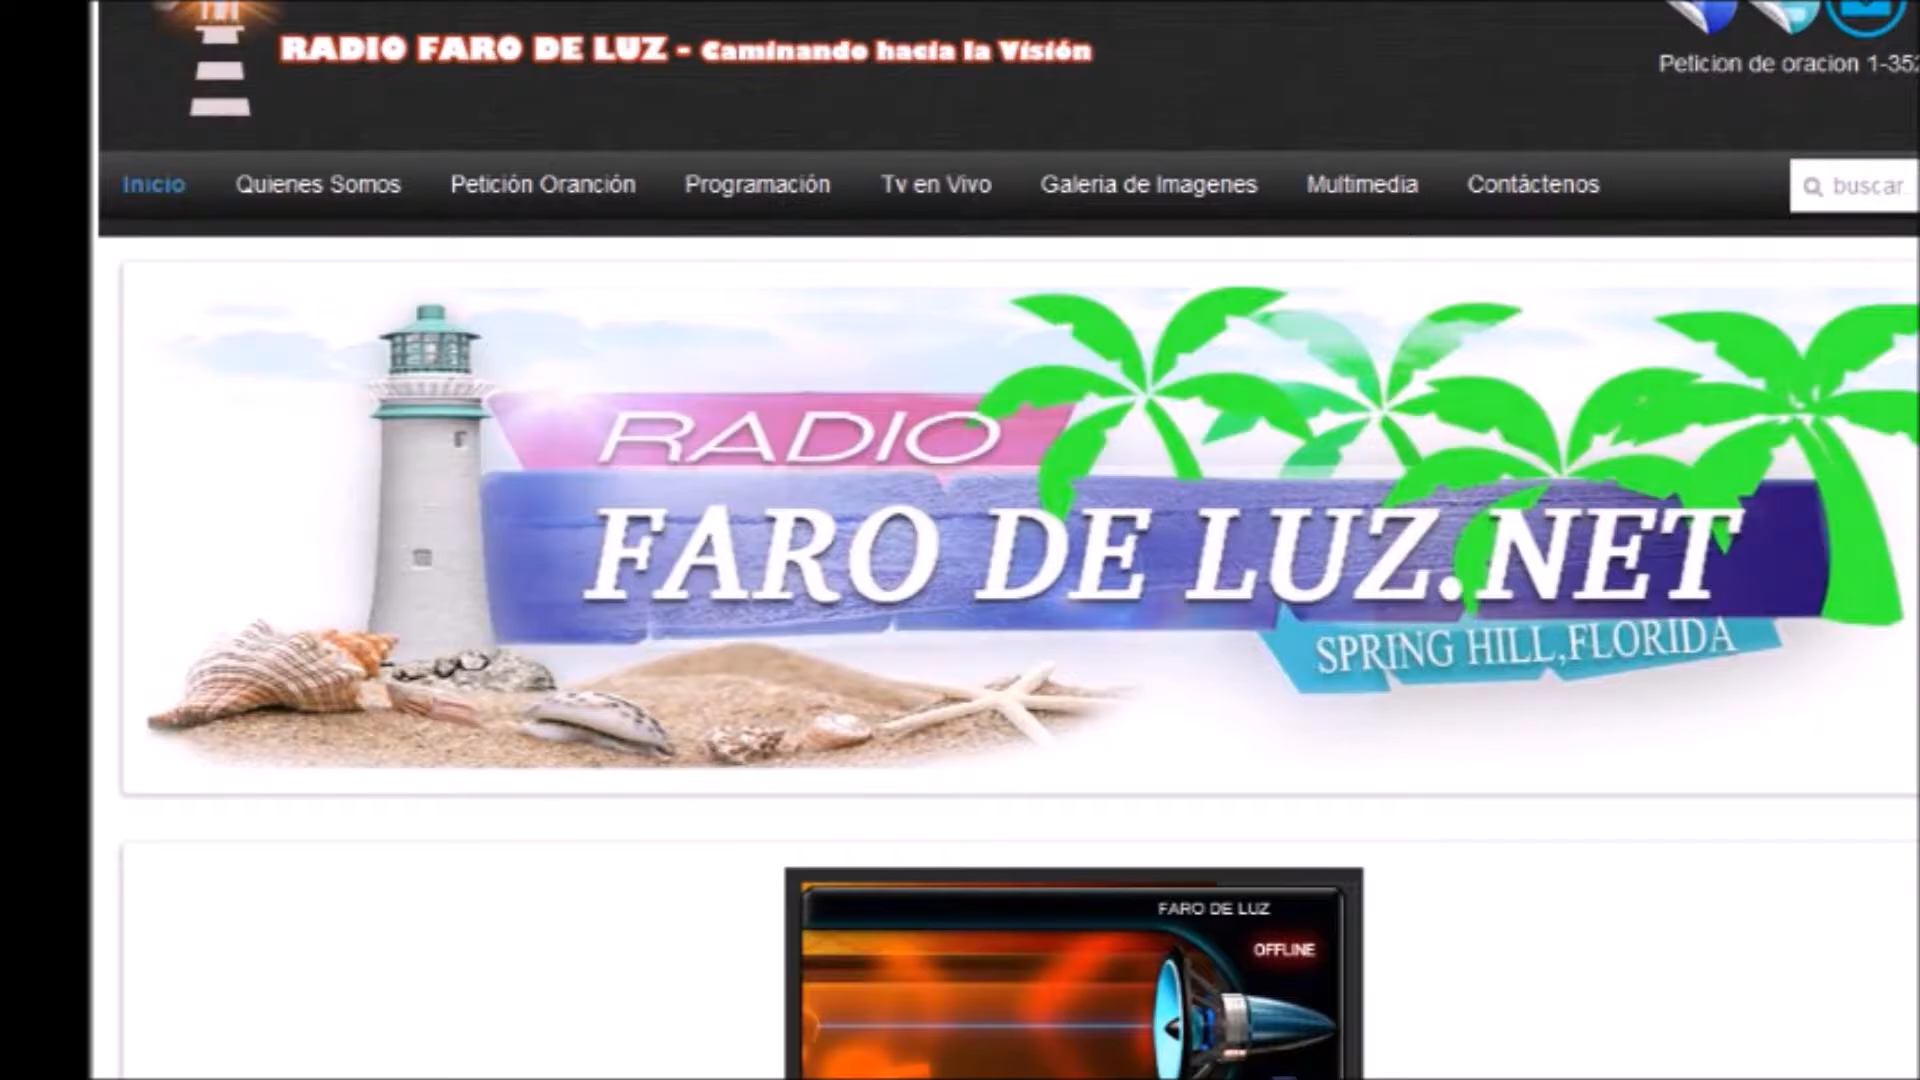 RADIO FARO DE LUZ - Caminando hacia la Visión
Peticion de oracion 1-352
Inicio Quienes Somos Petición Oranción Programación Tv en Vivo Galeria de Imagenes Multimedia Contáctenos buscar.
RADIO
FARO DE LUZ.NET
SPRING HILL,FLORIDA
FARO DE LUZ
OFFLINE